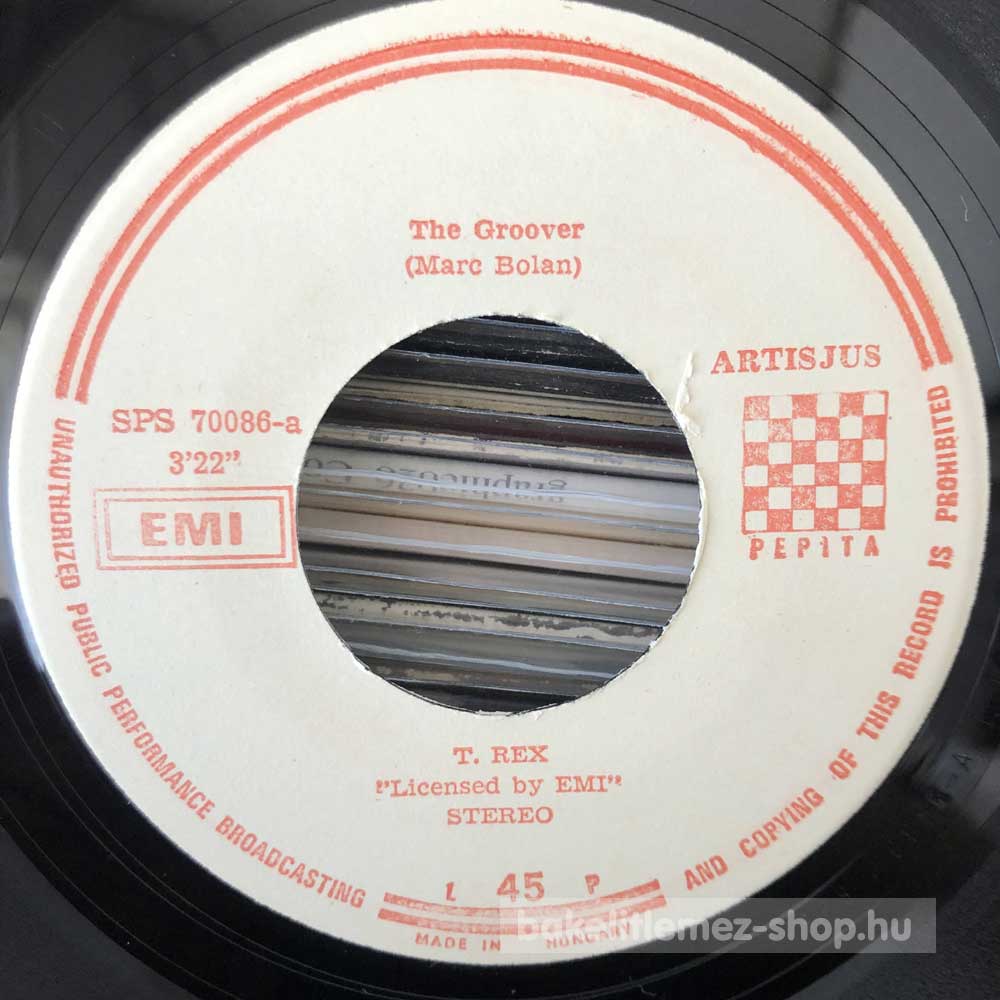 The Groover
(Marc Bolan)
ARTISJUS
SPS 70086-a
3'22"
EMI
PEPITA
T. REX
"Licensed by EMI"
STEREO
L 45 P
UNAUTHORIZED PUBLIC PERFORMANCE BROADCASTING AND COPYING OF THIS RECORD IS PROHIBITED
MADE IN HUNGARY
bakelitlemez-shop.hu